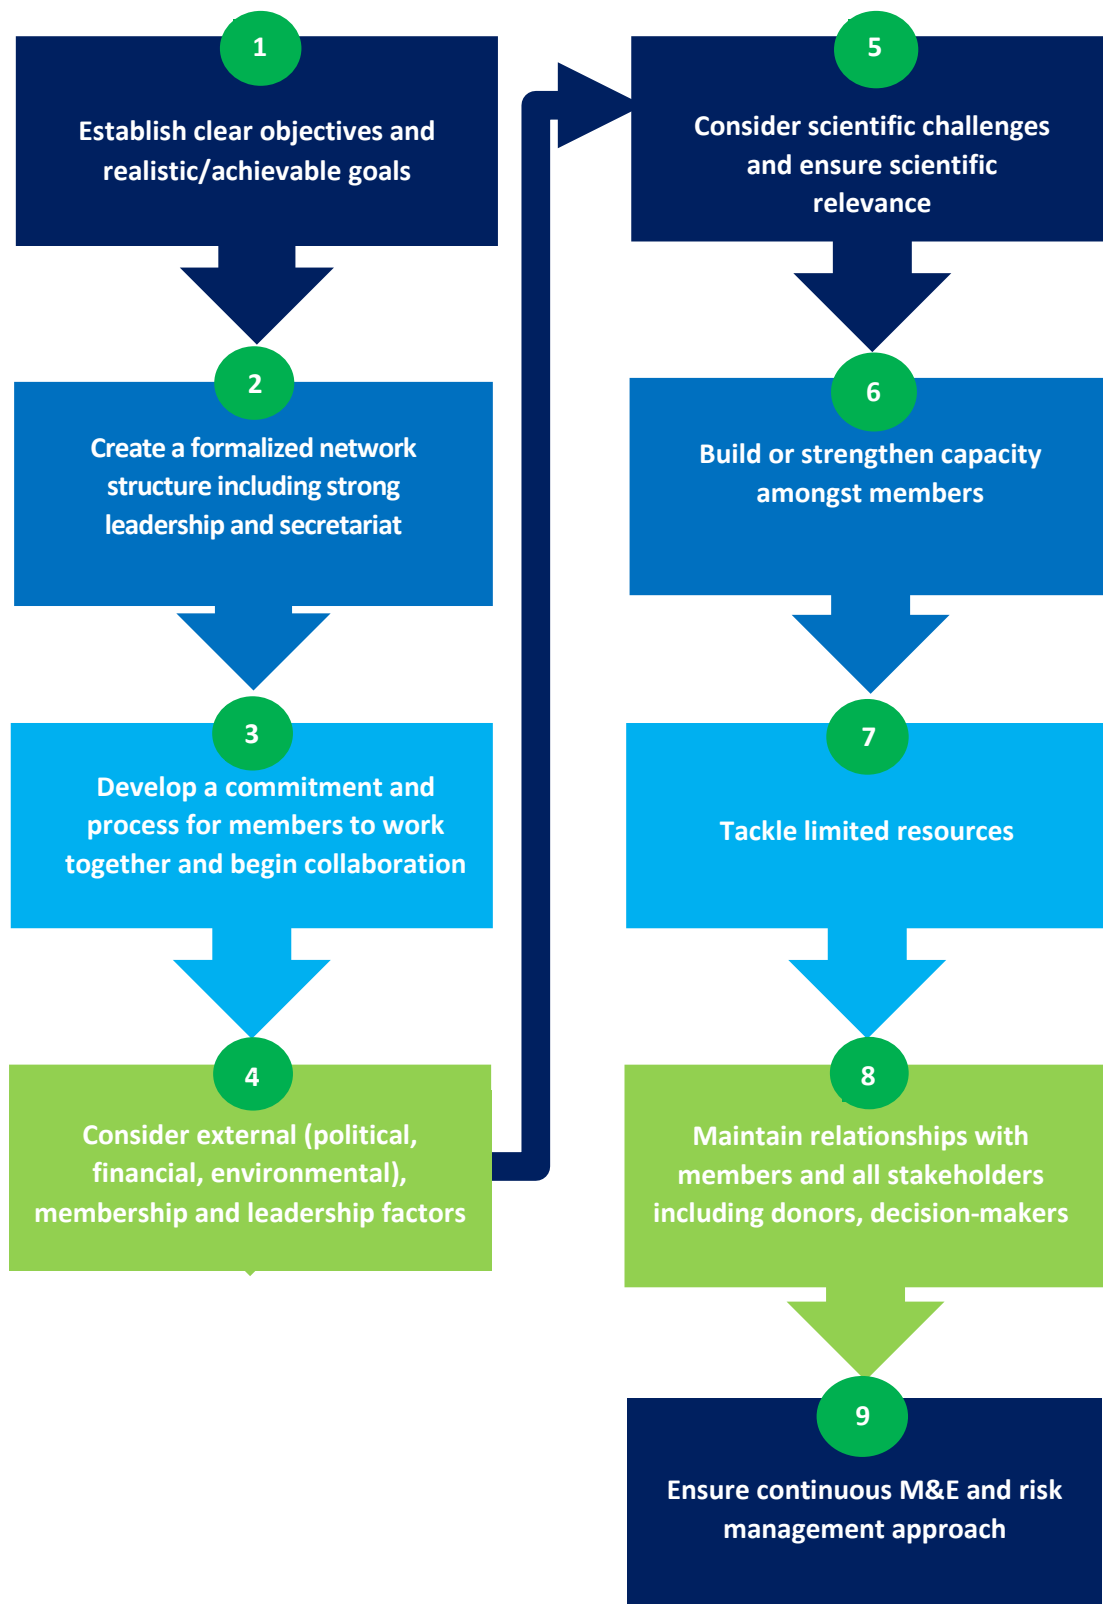 1
Establish clear objectives and
realistic/achievable goals
2
Create a formalized network
structure including strong
leadership and secretariat
3
Develop a commitment and
process for members to work
together and begin collaboration
4
Consider external (political,
financial, environmental),
membership and leadership factors
5
Consider scientific challenges
and ensure scientific
relevance
6
Build or strengthen capacity
amongst members
7
Tackle limited resources
8
Maintain relationships with
members and all stakeholders
including donors, decision-makers
9
Ensure continuous M&E and risk
management approach